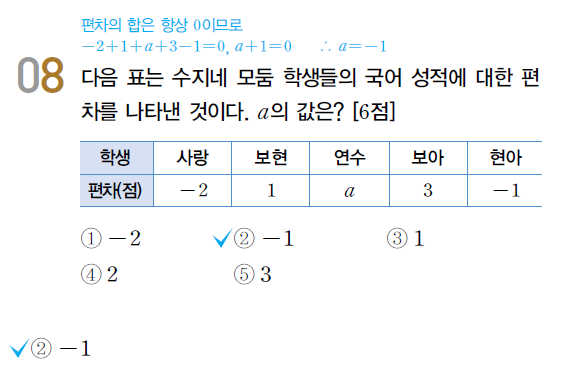 편차의 합은 항상 0이므로
-2+1+a+3-1=0, a+1=0 ∴ a=-1
08 다음 표는 수지네 모둠 학생들의 국어 성적에 대한 편
차를 나타낸 것이다. a의 값은? [6점]
학생 사랑 보현 연수 보아 현아
편차(점) -2 1 a 3 -1
① -2 ✓② -1 ③ 1
④ 2 ⑤ 3
✓② -1